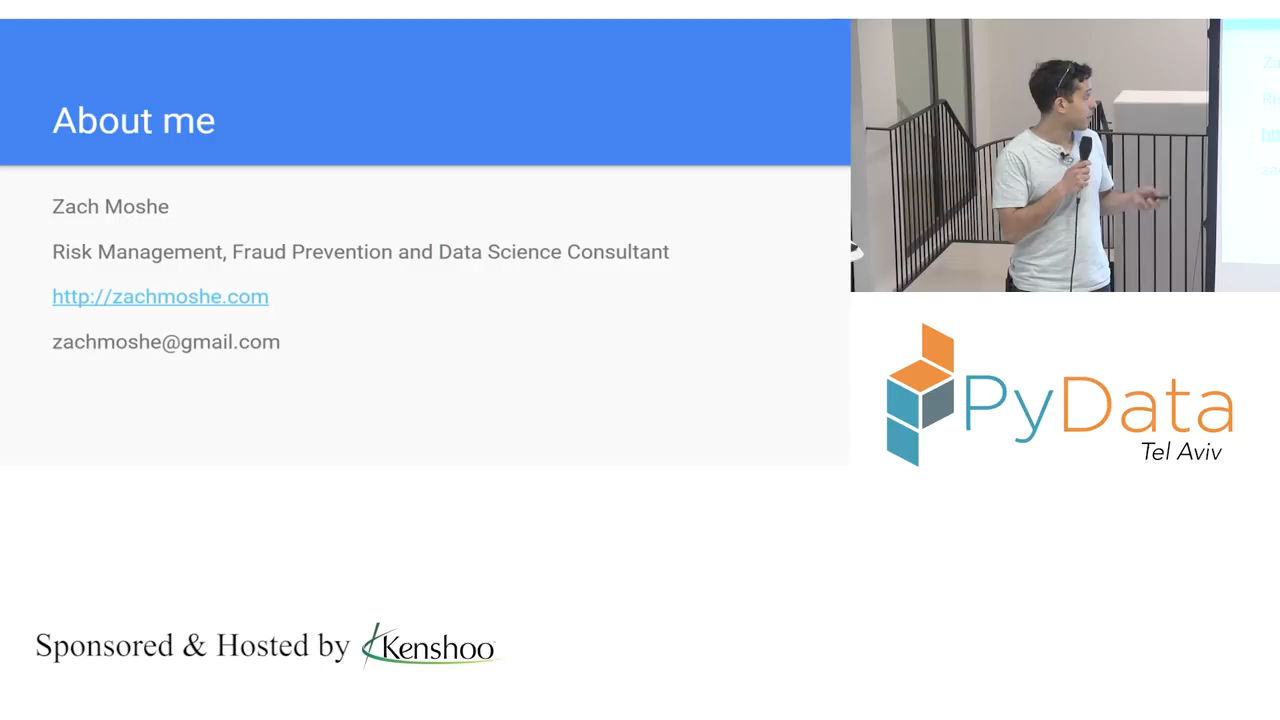 About me
Zach Moshe
Risk Management, Fraud Prevention and Data Science Consultant
http://zachmoshe.com
zachmoshe@gmail.com
PyData
Tel Aviv
Sponsored & Hosted by Kenshoo